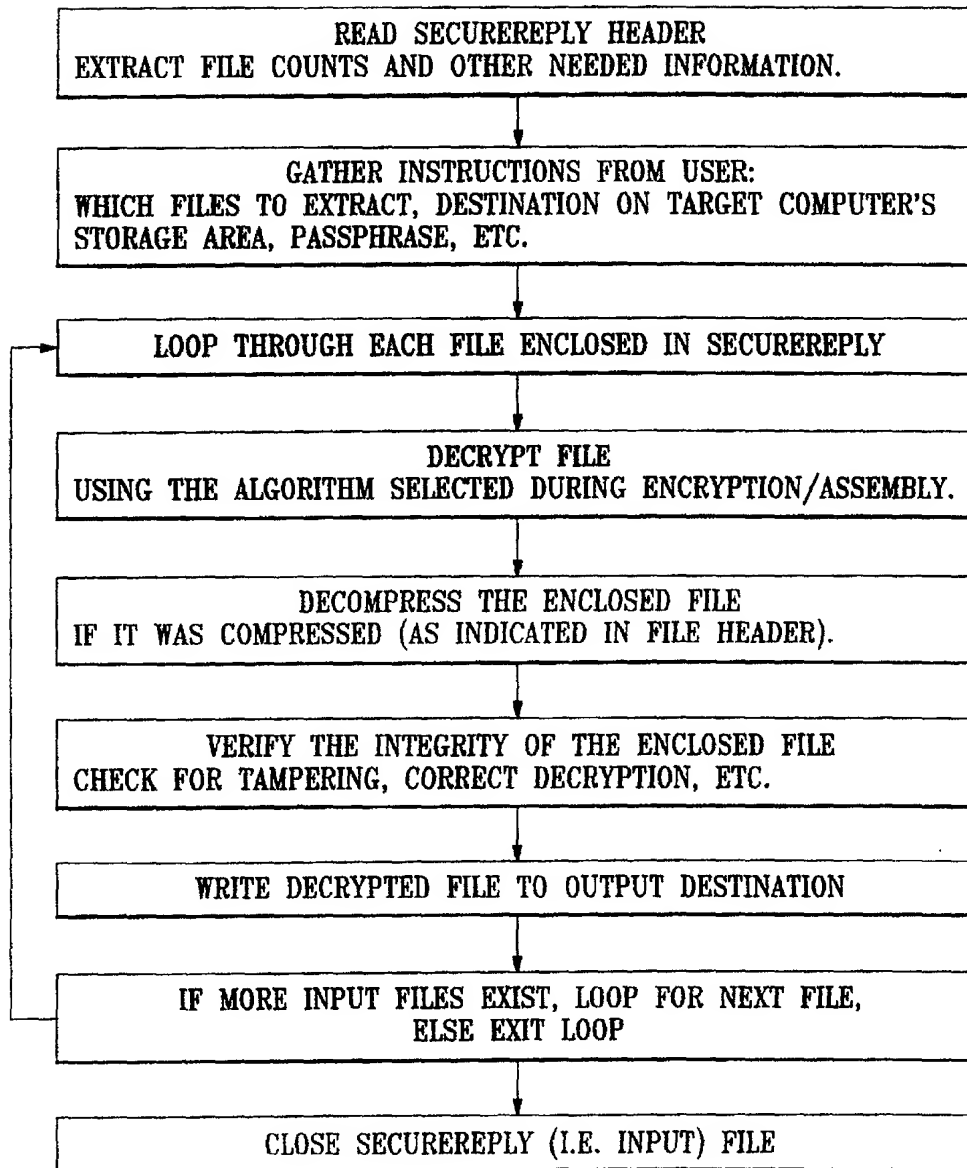 READ SECUREREPLY HEADER
EXTRACT FILE COUNTS AND OTHER NEEDED INFORMATION.
GATHER INSTRUCTIONS FROM USER:
WHICH FILES TO EXTRACT, DESTINATION ON TARGET COMPUTER'S
STORAGE AREA, PASSPHRASE, ETC.
LOOP THROUGH EACH FILE ENCLOSED IN SECUREREPLY
DECRYPT FILE
USING THE ALGORITHM SELECTED DURING ENCRYPTION/ASSEMBLY.
DECOMPRESS THE ENCLOSED FILE
IF IT WAS COMPRESSED (AS INDICATED IN FILE HEADER).
VERIFY THE INTEGRITY OF THE ENCLOSED FILE
CHECK FOR TAMPERING, CORRECT DECRYPTION, ETC.
WRITE DECRYPTED FILE TO OUTPUT DESTINATION
IF MORE INPUT FILES EXIST, LOOP FOR NEXT FILE,
ELSE EXIT LOOP
CLOSE SECUREREPLY (I.E. INPUT) FILE